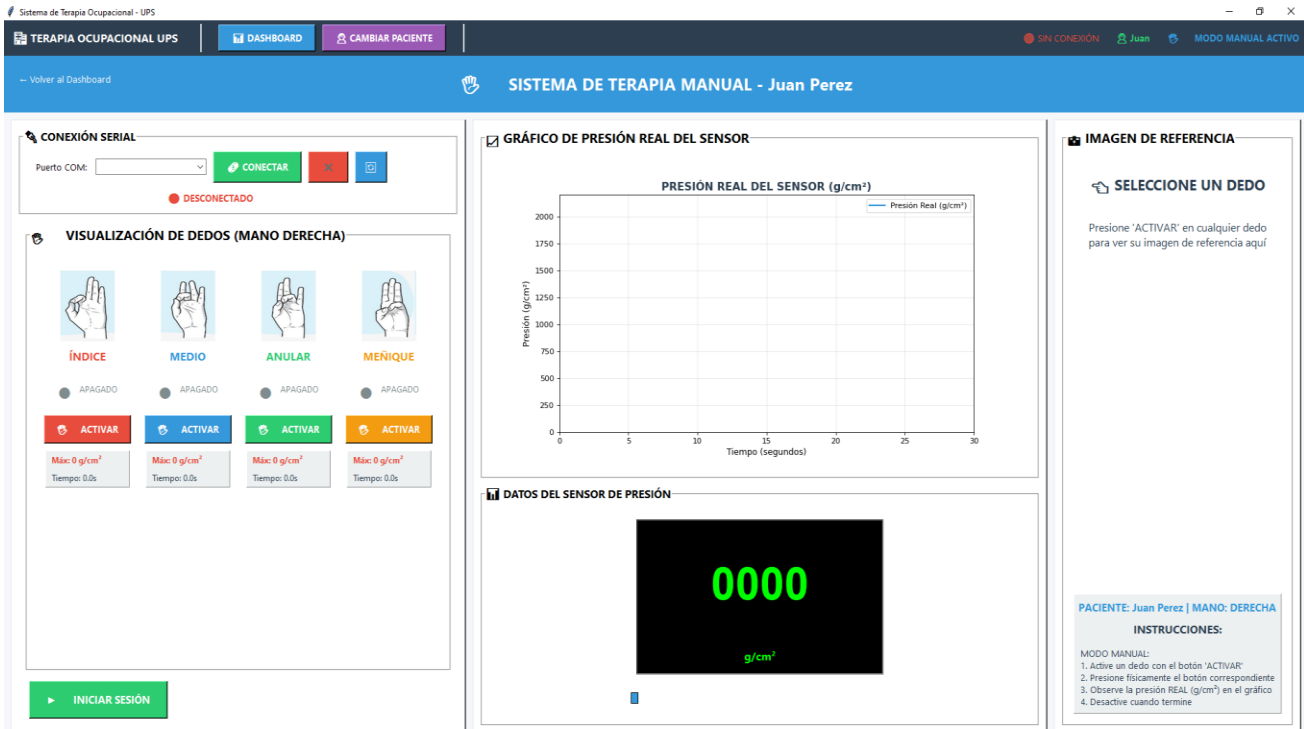 Sistema de Terapia Ocupacional - UPS
TERAPIA OCUPACIONAL UPS
DASHBOARD
CAMBIAR PACIENTE
SIN CONEXIÓN
Juan
MODO MANUAL ACTIVO
← Volver al Dashboard
SISTEMA DE TERAPIA MANUAL - Juan Perez
CONEXIÓN SERIAL
Puerto COM:
CONECTAR
DESCONECTADO
VISUALIZACIÓN DE DEDOS (MANO DERECHA)
ÍNDICE MEDIO ANULAR MEÑIQUE
APAGADO APAGADO APAGADO APAGADO
ACTIVAR ACTIVAR ACTIVAR ACTIVAR
Máx: 0 g/cm² Máx: 0 g/cm² Máx: 0 g/cm² Máx: 0 g/cm²
Tiempo: 0.0s Tiempo: 0.0s Tiempo: 0.0s Tiempo: 0.0s
INICIAR SESIÓN
GRÁFICO DE PRESIÓN REAL DEL SENSOR
PRESIÓN REAL DEL SENSOR (g/cm²)
Presión Real (g/cm²)
Presión (g/cm²)
2000
1750
1500
1250
1000
750
500
250
0
0 5 10 15 20 25 30
Tiempo (segundos)
DATOS DEL SENSOR DE PRESIÓN
0000
g/cm²
IMAGEN DE REFERENCIA
SELECCIONE UN DEDO
Presione 'ACTIVAR' en cualquier dedo
para ver su imagen de referencia aquí
PACIENTE: Juan Perez | MANO: DERECHA
INSTRUCCIONES:
MODO MANUAL:
1. Active un dedo con el botón 'ACTIVAR'
2. Presione físicamente el botón correspondiente
3. Observe la presión REAL (g/cm²) en el gráfico
4. Desactive cuando termine